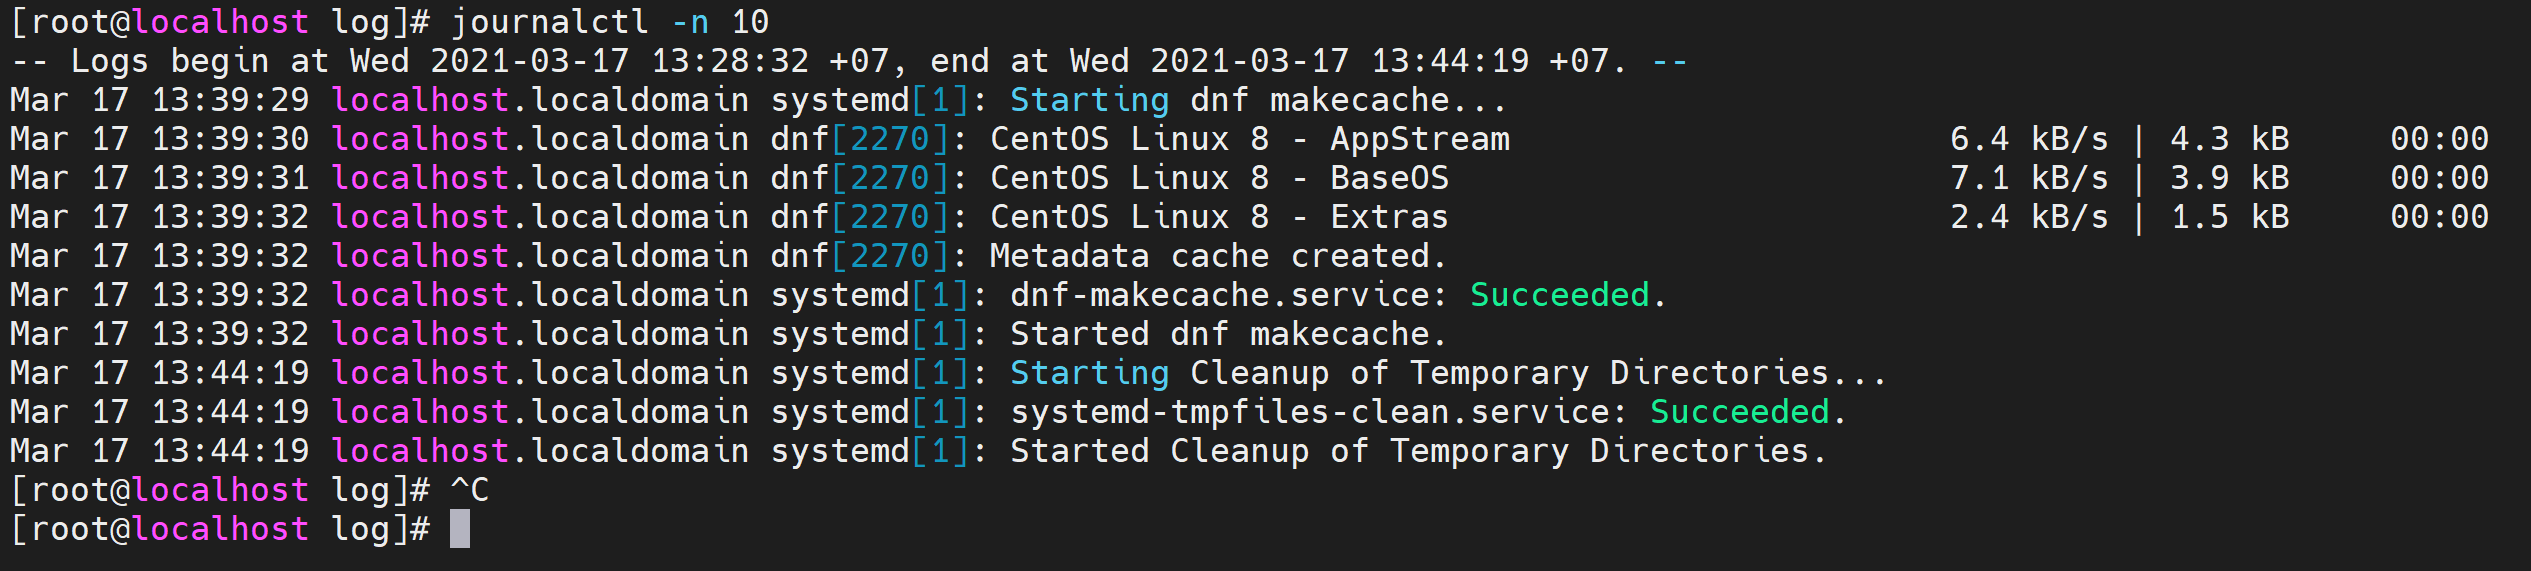 [root@localhost log]# journalctl -n 10
-- Logs begin at Wed 2021-03-17 13:28:32 +07, end at Wed 2021-03-17 13:44:19 +07. --
Mar 17 13:39:29 localhost.localdomain systemd[1]: Starting dnf makecache...
Mar 17 13:39:30 localhost.localdomain dnf[2270]: CentOS Linux 8 - AppStream                      6.4 kB/s | 4.3 kB     00:00
Mar 17 13:39:31 localhost.localdomain dnf[2270]: CentOS Linux 8 - BaseOS                         7.1 kB/s | 3.9 kB     00:00
Mar 17 13:39:32 localhost.localdomain dnf[2270]: CentOS Linux 8 - Extras                         2.4 kB/s | 1.5 kB     00:00
Mar 17 13:39:32 localhost.localdomain dnf[2270]: Metadata cache created.
Mar 17 13:39:32 localhost.localdomain systemd[1]: dnf-makecache.service: Succeeded.
Mar 17 13:39:32 localhost.localdomain systemd[1]: Started dnf makecache.
Mar 17 13:44:19 localhost.localdomain systemd[1]: Starting Cleanup of Temporary Directories...
Mar 17 13:44:19 localhost.localdomain systemd[1]: systemd-tmpfiles-clean.service: Succeeded.
Mar 17 13:44:19 localhost.localdomain systemd[1]: Started Cleanup of Temporary Directories.
[root@localhost log]# ^C
[root@localhost log]#